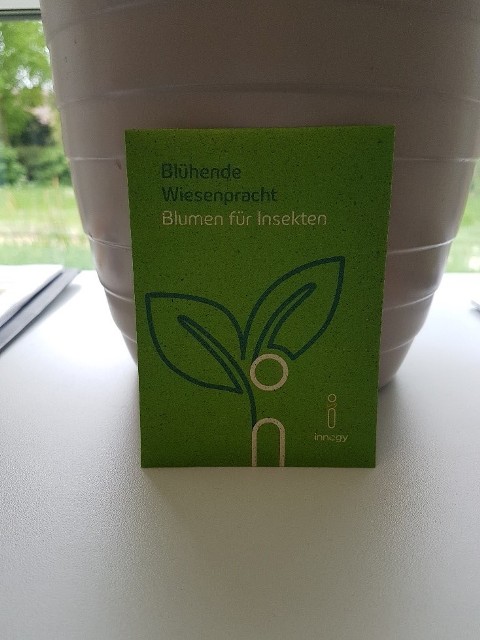 Blühende
Wiesenpracht
Blumen für Insekten
innogy